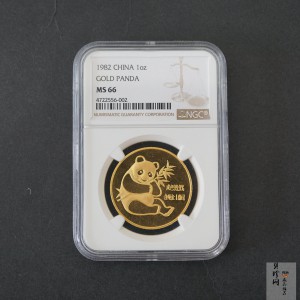 1982 CHINA 1oz
GOLD PANDA
MS 66
4722556-002
NUMISMATIC GUARANTY CORPORATION
NGC